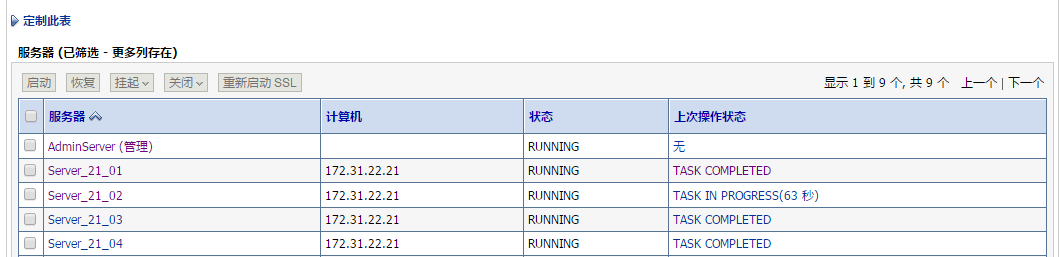 定制此表
服务器 (已筛选 - 更多列存在)
启动 恢复 挂起 关闭 重新启动 SSL 显示 1 到 9 个, 共 9 个 上一个 | 下一个
服务器 计算机 状态 上次操作状态
AdminServer (管理) RUNNING 无
Server_21_01 172.31.22.21 RUNNING TASK COMPLETED
Server_21_02 172.31.22.21 RUNNING TASK IN PROGRESS(63 秒)
Server_21_03 172.31.22.21 RUNNING TASK COMPLETED
Server_21_04 172.31.22.21 RUNNING TASK COMPLETED